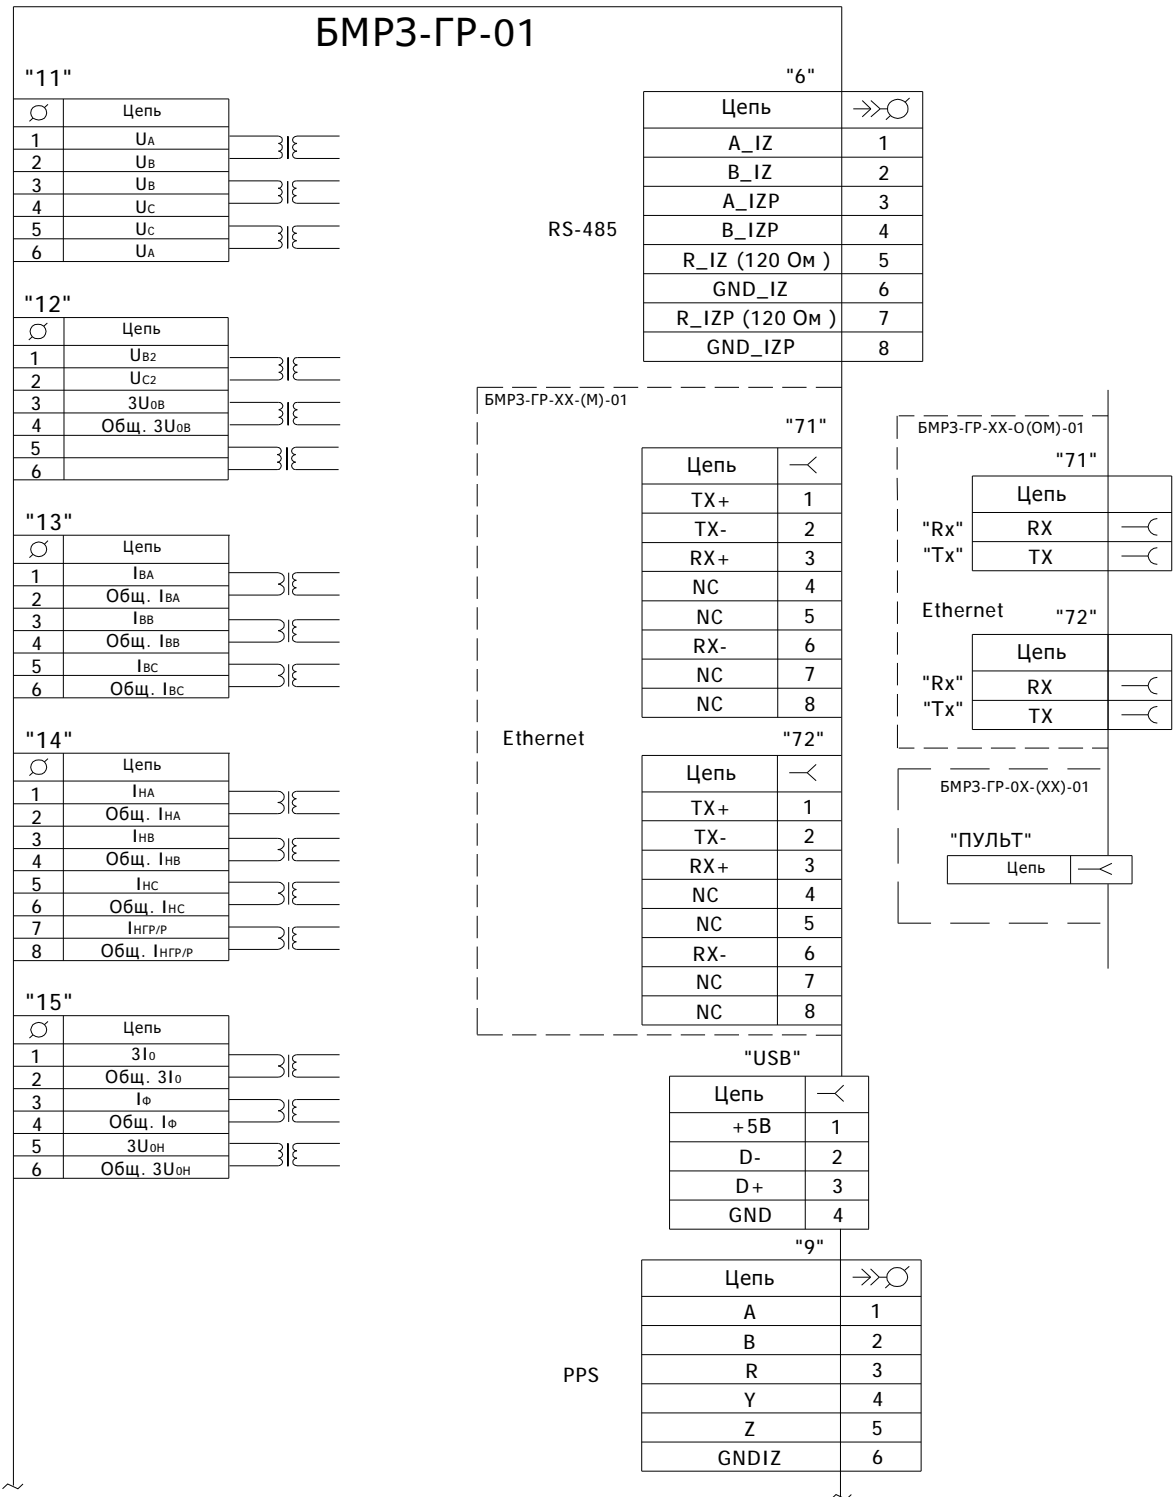 БМРЗ-ГР-01
"11"
Цепь
1 UA
2 UB
3 UB
4 UC
5 UC
6 UA
"12"
Цепь
1 UB2
2 UC2
3 3U0B
4 Общ. 3U0B
5
6
"13"
Цепь
1 IBA
2 Общ. IBA
3 IBB
4 Общ. IBB
5 IBC
6 Общ. IBC
"14"
Цепь
1 IHA
2 Общ. IHA
3 IHB
4 Общ. IHB
5 IHC
6 Общ. IHC
7 IНГР/Р
8 Общ. IНГР/Р
"15"
Цепь
1 3I0
2 Общ. 3I0
3 IФ
4 Общ. IФ
5 3U0H
6 Общ. 3U0H
"6"
Цепь
A_IZ 1
B_IZ 2
A_IZP 3
RS-485
B_IZP 4
R_IZ (120 Ом ) 5
GND_IZ 6
R_IZP (120 Ом ) 7
GND_IZP 8
БМРЗ-ГР-ХХ-(М)-01
"71"
Цепь
TX+ 1
TX- 2
RX+ 3
NC 4
NC 5
RX- 6
NC 7
NC 8
Ethernet
"72"
Цепь
TX+ 1
TX- 2
RX+ 3
NC 4
NC 5
RX- 6
NC 7
NC 8
"USB"
Цепь
+5В 1
D- 2
D+ 3
GND 4
"9"
Цепь
A 1
B 2
PPS
R 3
Y 4
Z 5
GNDIZ 6
БМРЗ-ГР-ХХ-О(ОМ)-01
"71"
Цепь
"Rx" RX
"Tx" TX
Ethernet
"72"
Цепь
"Rx" RX
"Tx" TX
БМРЗ-ГР-0Х-(ХХ)-01
"ПУЛЬТ"
Цепь